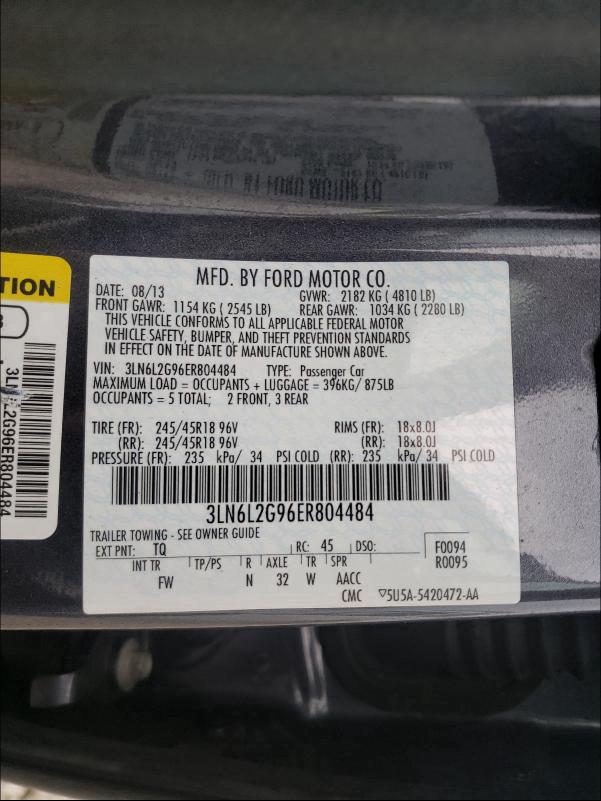 TION
3LN6L2G96ER804484
MFD. BY FORD MOTOR CO.
DATE: 08/13 GVWR: 2182 KG ( 4810 LB)
FRONT GAWR: 1154 KG ( 2545 LB) REAR GAWR: 1034 KG ( 2280 LB)
THIS VEHICLE CONFORMS TO ALL APPLICABLE FEDERAL MOTOR
VEHICLE SAFETY, BUMPER, AND THEFT PREVENTION STANDARDS
IN EFFECT ON THE DATE OF MANUFACTURE SHOWN ABOVE.
VIN: 3LN6L2G96ER804484 TYPE: Passenger Car
MAXIMUM LOAD = OCCUPANTS + LUGGAGE = 396KG/ 875LB
OCCUPANTS = 5 TOTAL; 2 FRONT, 3 REAR
TIRE (FR): 245/45R18 96V RIMS (FR): 18x8.0J
(RR): 245/45R18 96V (RR): 18x8.0J
PRESSURE (FR): 235 kPa/ 34 PSI COLD (RR): 235 kPa/ 34 PSI COLD
3LN6L2G96ER804484
TRAILER TOWING - SEE OWNER GUIDE
EXT PNT: TQ RC: 45 DSO: F0094
INT TR TP/PS R AXLE TR SPR R0095
FW N 32 W AACC
CMC ▽5U5A-5420472-AA